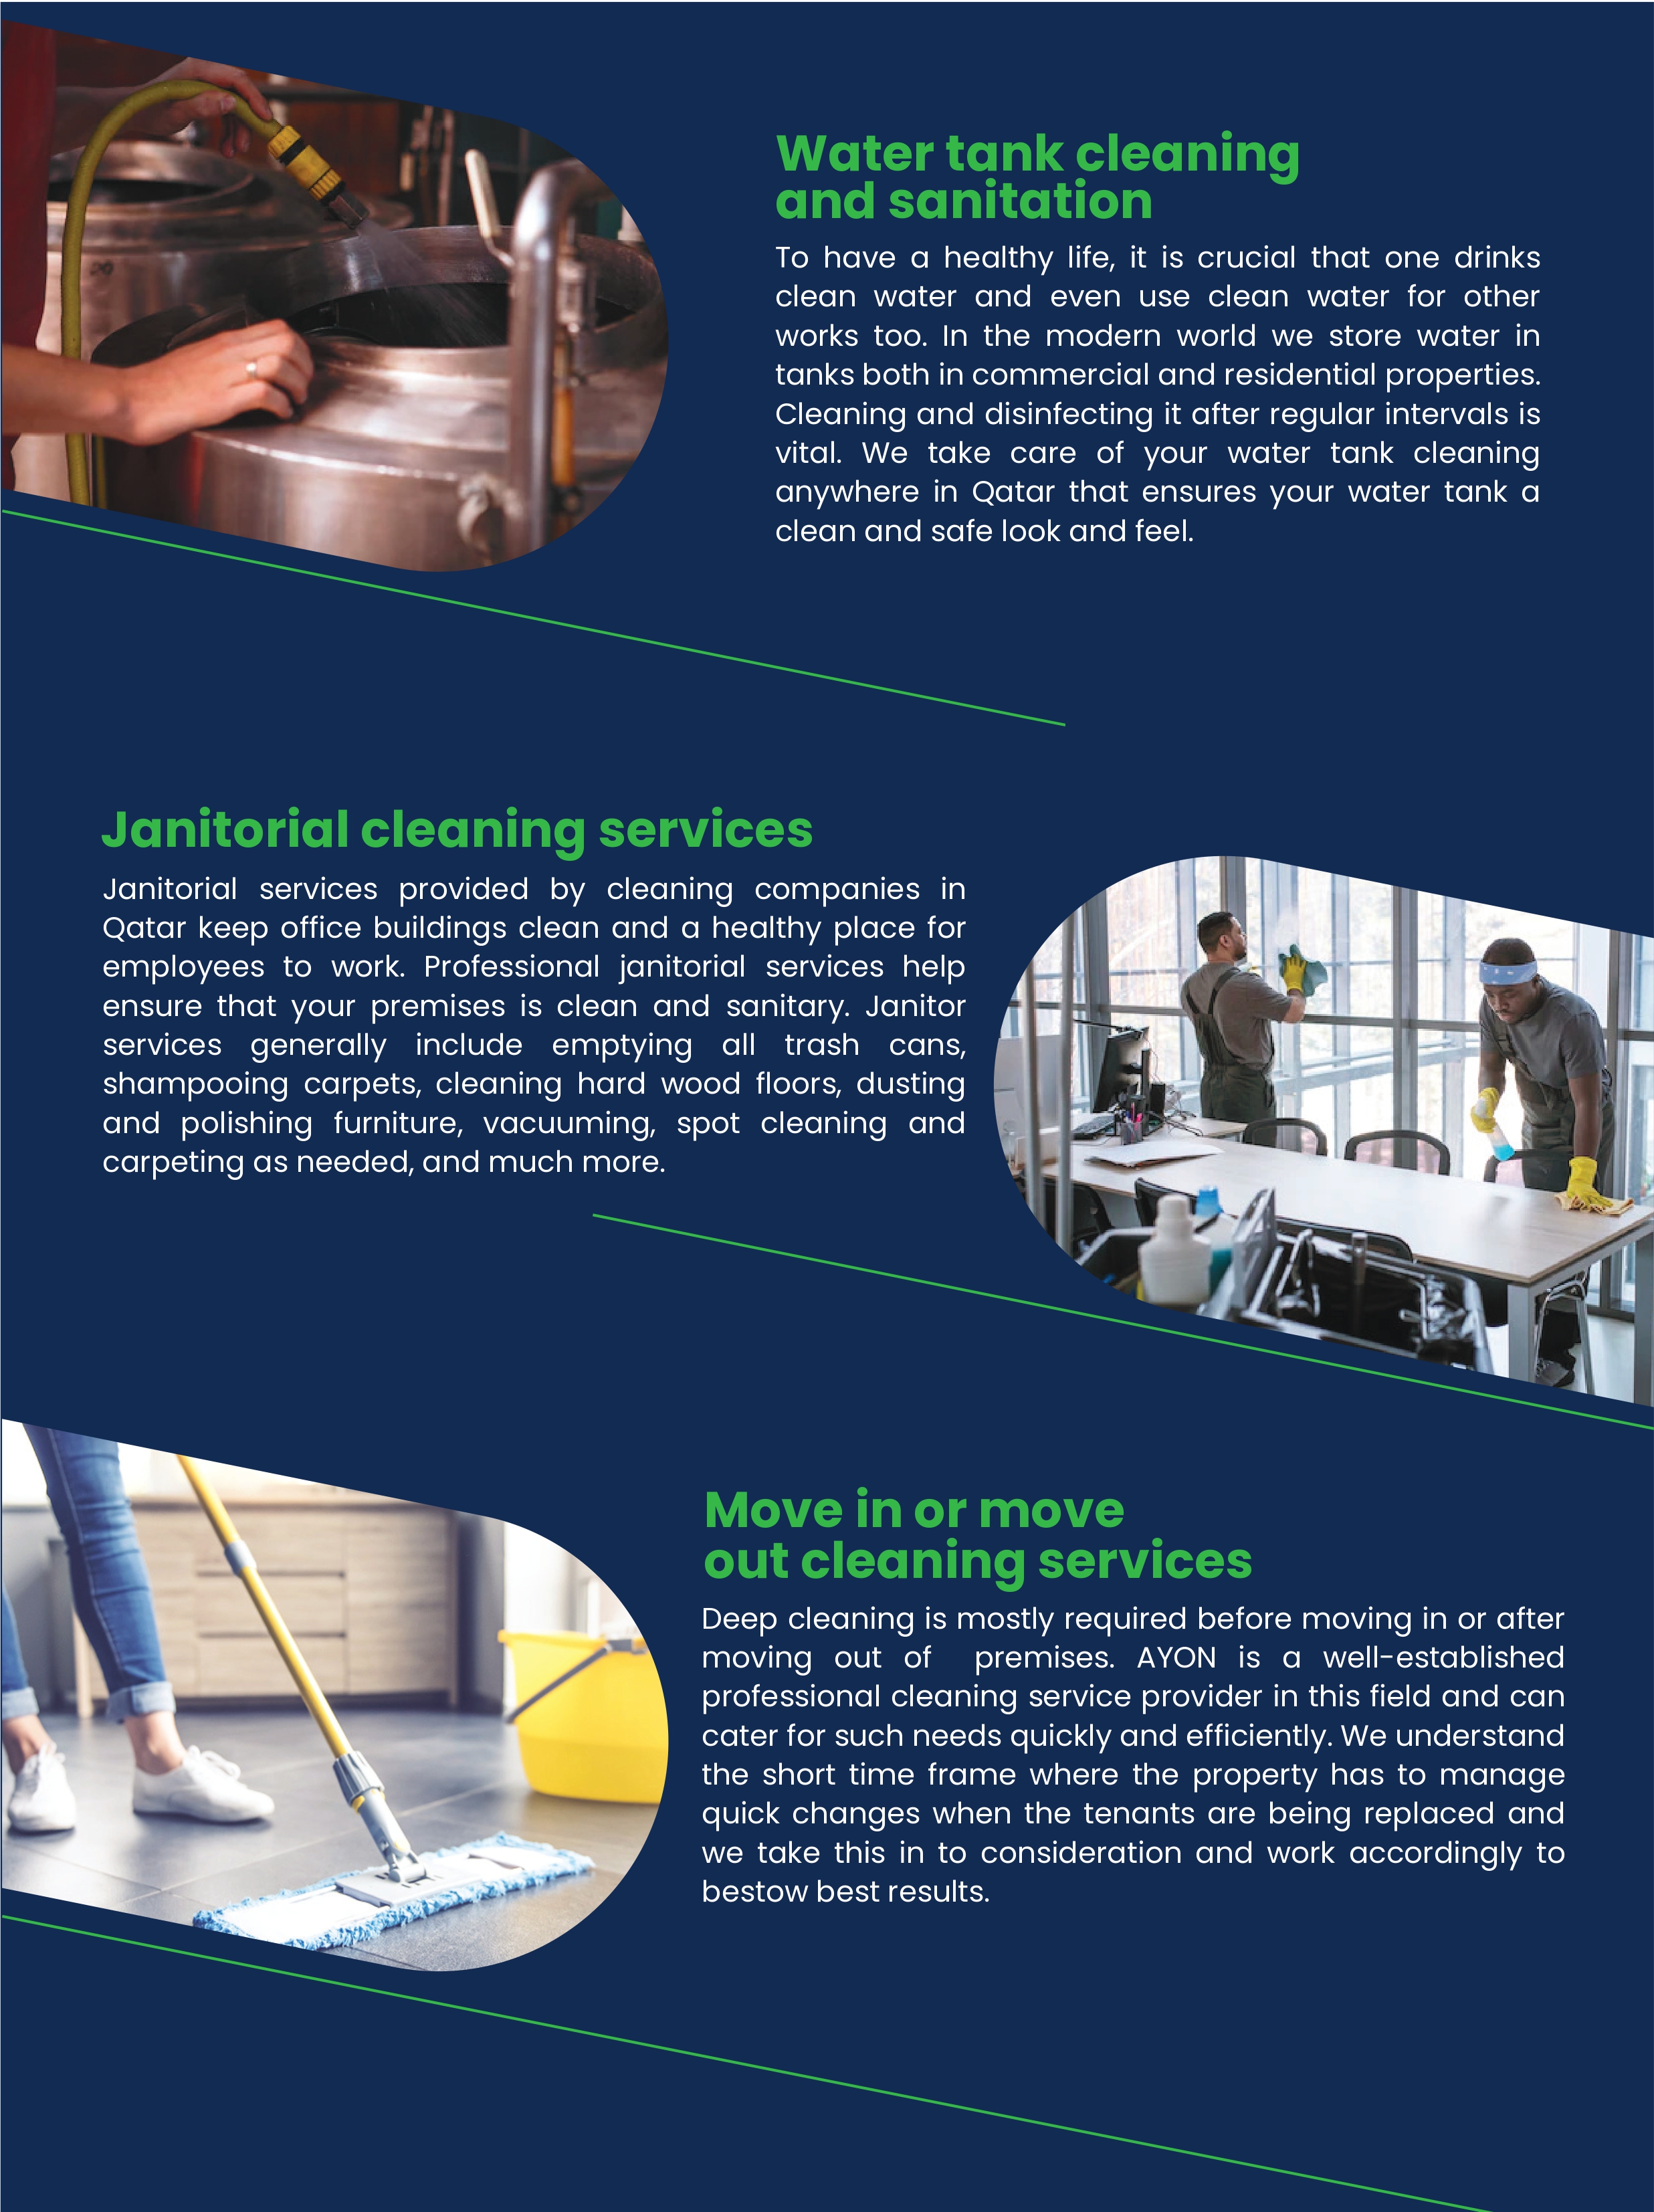 Water tank cleaning
and sanitation
To have a healthy life, it is crucial that one drinks
clean water and even use clean water for other
works too. In the modern world we store water in
tanks both in commercial and residential properties.
Cleaning and disinfecting it after regular intervals is
vital. We take care of your water tank cleaning
anywhere in Qatar that ensures your water tank a
clean and safe look and feel.
Janitorial cleaning services
Janitorial services provided by cleaning companies in
Qatar keep office buildings clean and a healthy place for
employees to work. Professional janitorial services help
ensure that your premises is clean and sanitary. Janitor
services generally include emptying all trash cans,
shampooing carpets, cleaning hard wood floors, dusting
and polishing furniture, vacuuming, spot cleaning and
carpeting as needed, and much more.
Move in or move
out cleaning services
Deep cleaning is mostly required before moving in or after
moving out of premises. AYON is a well-established
professional cleaning service provider in this field and can
cater for such needs quickly and efficiently. We understand
the short time frame where the property has to manage
quick changes when the tenants are being replaced and
we take this in to consideration and work accordingly to
bestow best results.